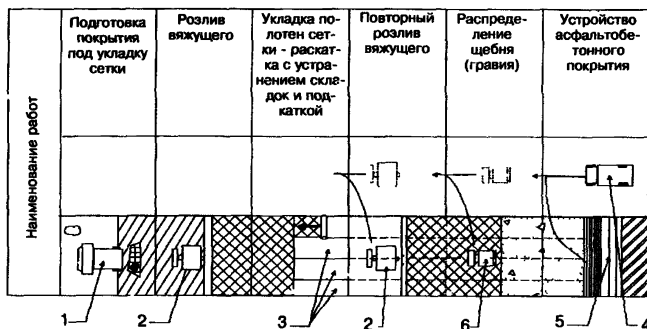 Наименование работ
Подготовка
покрытия
под укладку
сетки
Розлив
вяжущего
Укладка по-
лотен сет-
ки - раскат-
ка с устра-
нением скла-
док и под-
каткой
Повторный
розлив
вяжущего
Распреде-
ление
щебня
(гравия)
Устройство
асфальтобе-
тонного
покрытия
1 2 3 2 6 5 4